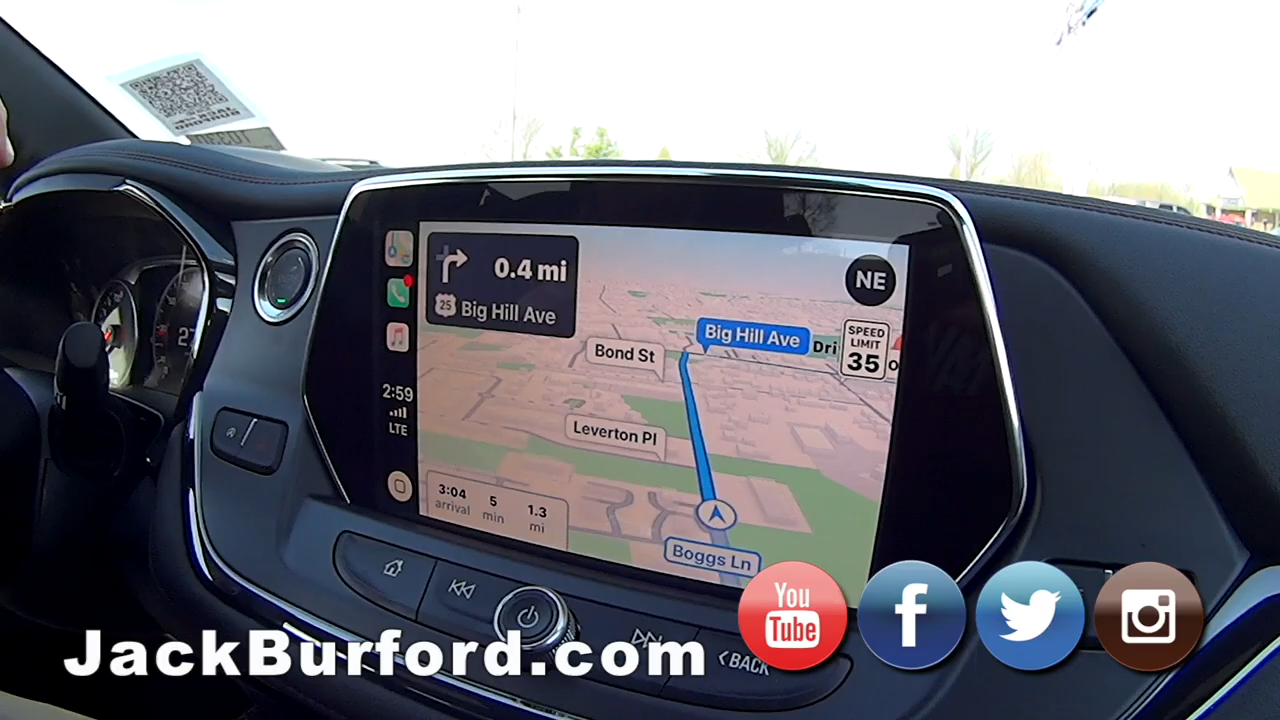 0.4 mi
25 Big Hill Ave
NE
Big Hill Ave
Bond St
Dri
SPEED
LIMIT
35
2:59
LTE
Leverton Pl
3:04 5 1.3
arrival min mi
Boggs Ln
You
Tube
JackBurford.com
BACK